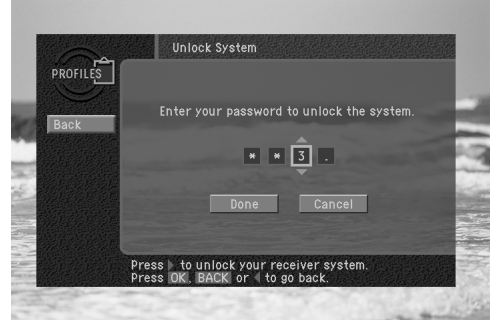 Unlock System
PROFILES
Back
Enter your password to unlock the system.
* * 3 .
Done Cancel
Press ▶ to unlock your receiver system.
Press OK, BACK or ◀ to go back.